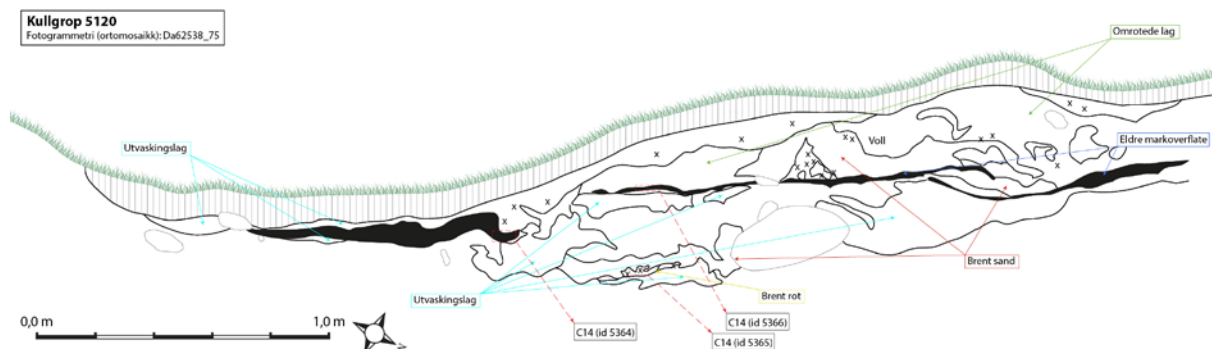 Kullgrop 5120
Fotogrammetri (ortomosaikk): Da62538_75
Omrotede lag
Utvaskingslag
Voll
Eldre markoverflate
x x x x x x x x x x x x x x x x
Brent sand
Utvaskingslag
Brent rot
C14 (id 5364)
C14 (id 5366)
C14 (id 5365)
0,0 m
1,0 m
N